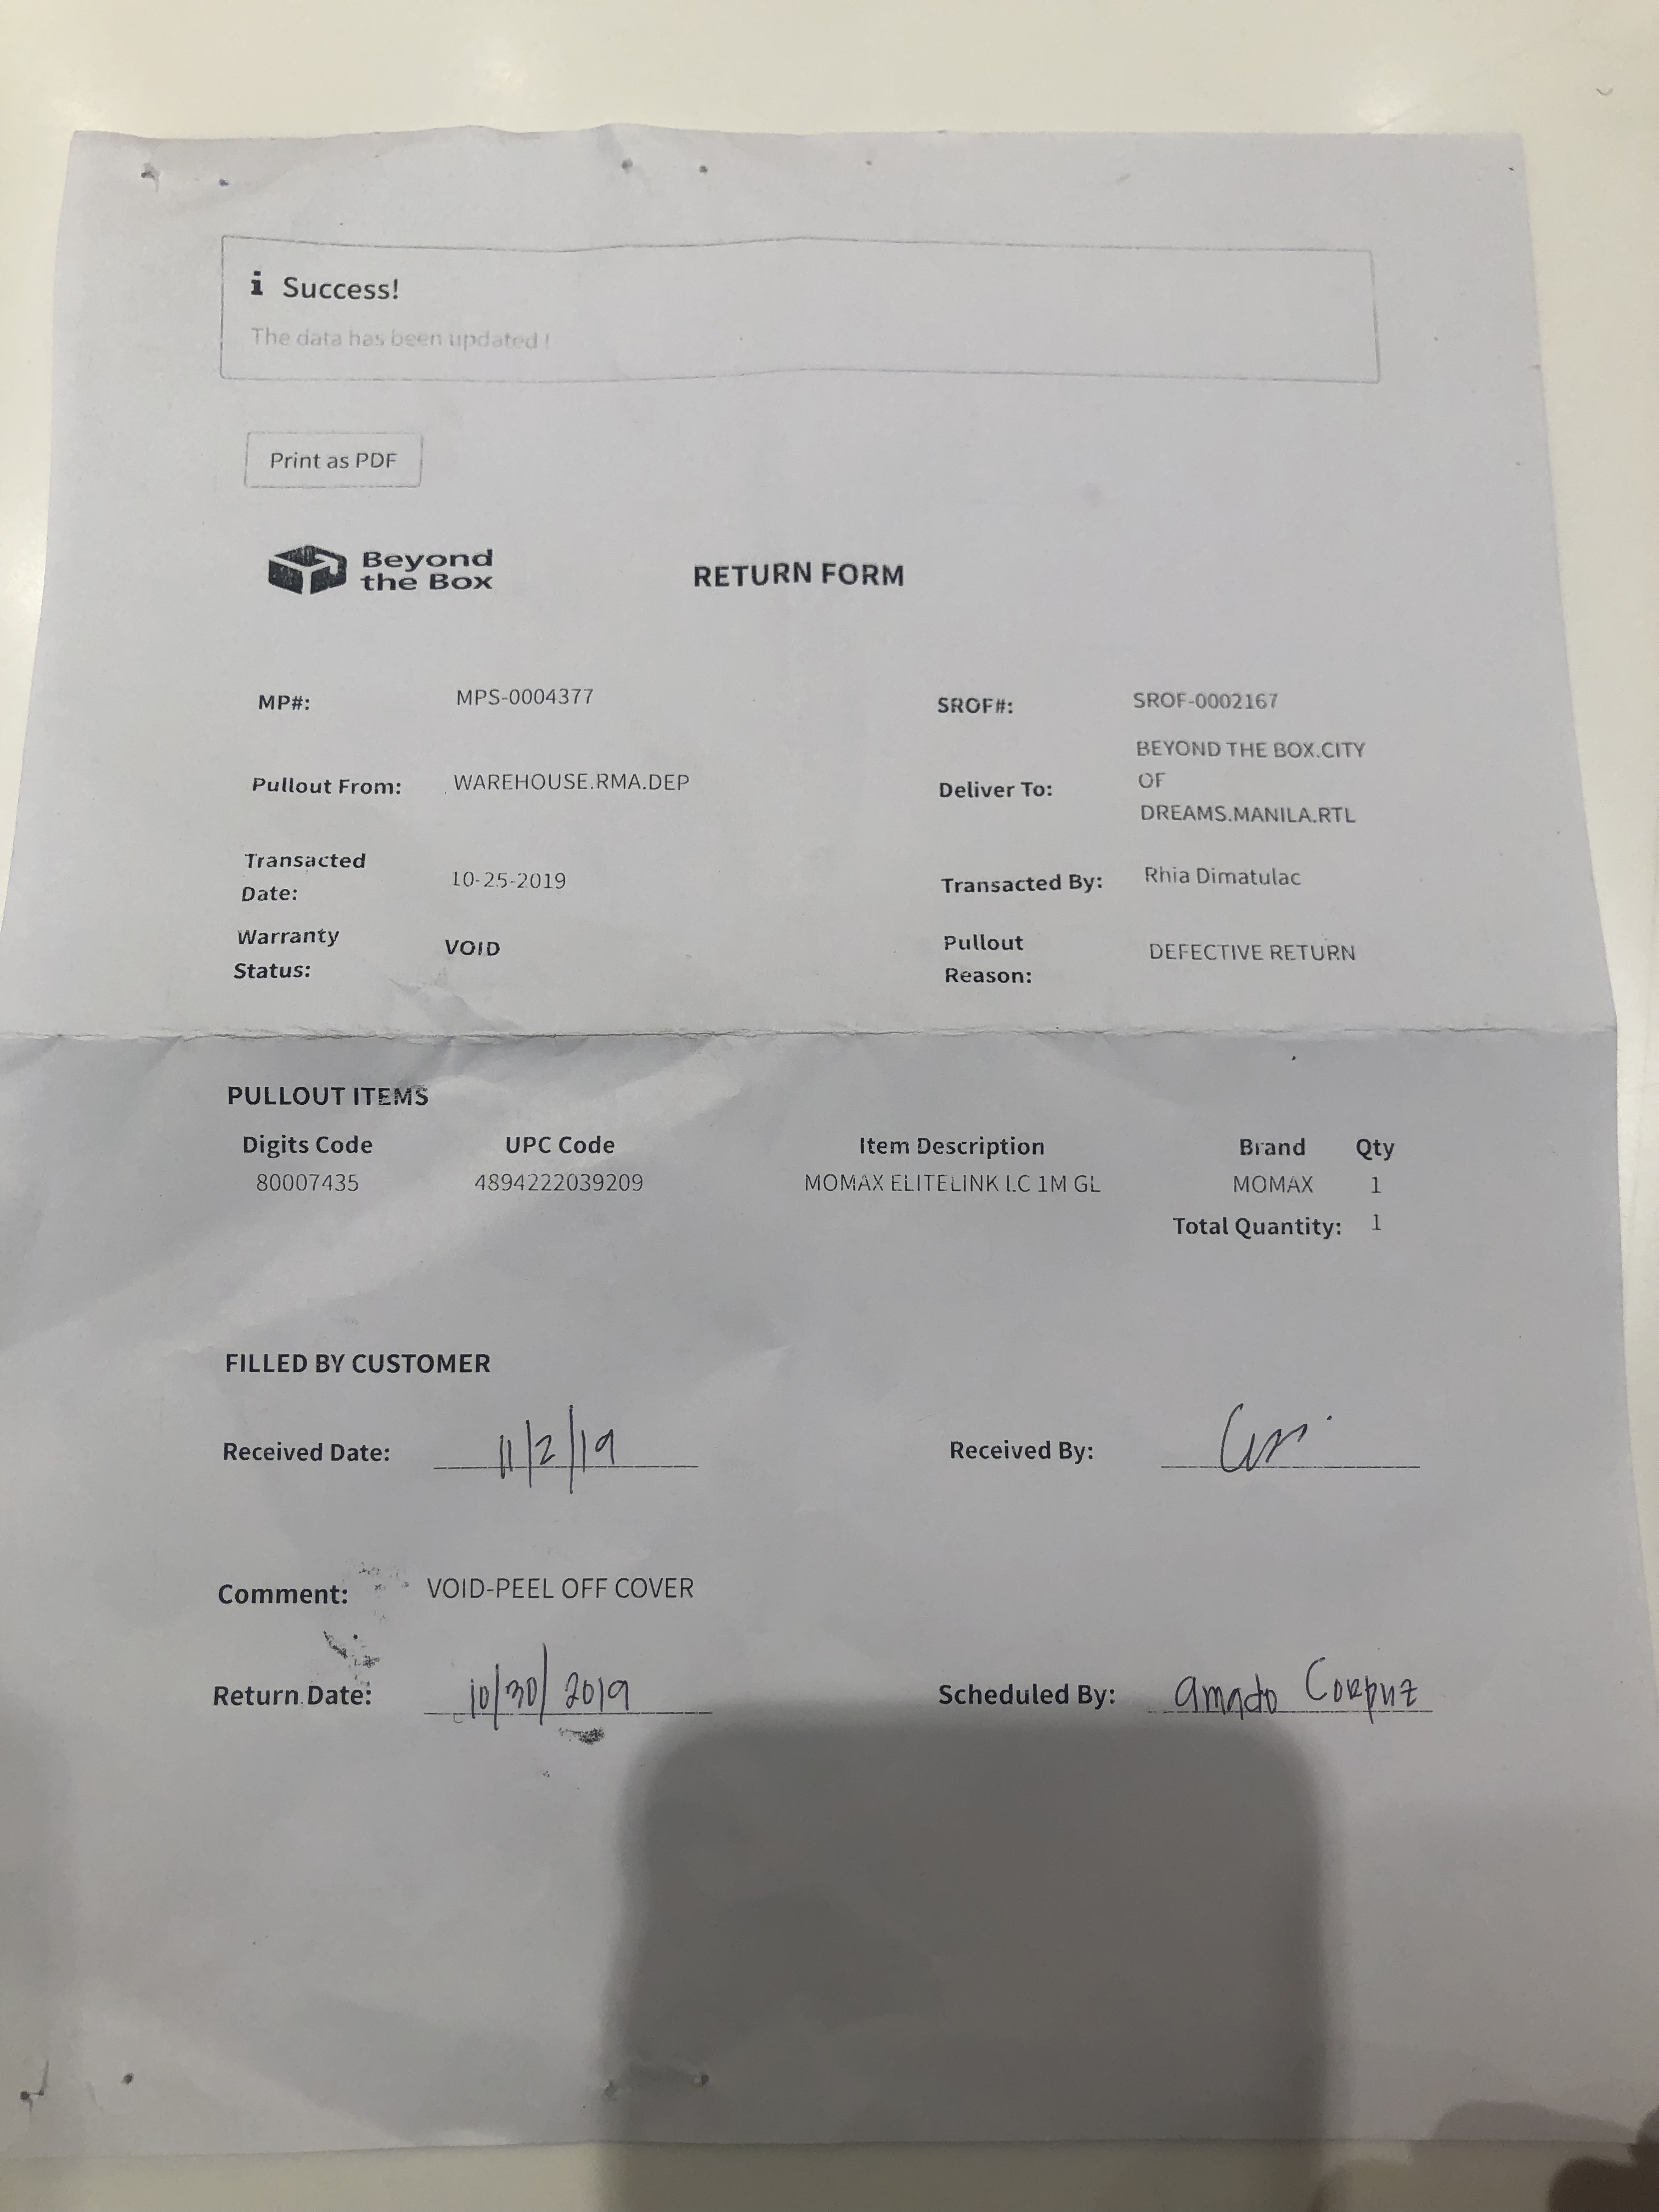 i Success!
The data has been updated !
Print as PDF
Beyond
the Box
RETURN FORM
MP#: MPS-0004377 SROF#: SROF-0002167
Pullout From: WAREHOUSE.RMA.DEP Deliver To: BEYOND THE BOX.CITY
OF
DREAMS.MANILA.RTL
Transacted
Date: 10-25-2019 Transacted By: Rhia Dimatulac
Warranty
Status: VOID Pullout
Reason: DEFECTIVE RETURN
PULLOUT ITEMS
Digits Code UPC Code Item Description Brand Qty
80007435 4894222039209 MOMAX ELITELINK LC 1M GL MOMAX 1
Total Quantity: 1
FILLED BY CUSTOMER
Received Date: 11/2/19 Received By:
Comment: VOID-PEEL OFF COVER
Return Date: 10/30/2019 Scheduled By: amado Corpuz